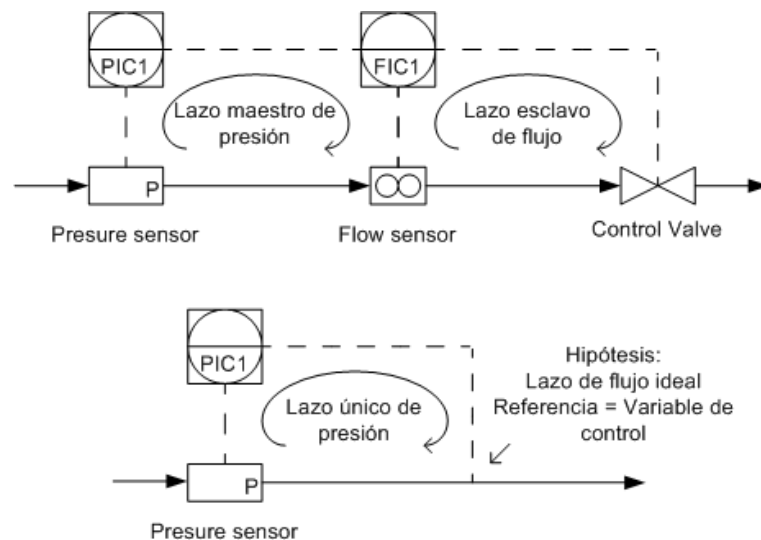 PIC1
FIC1
Lazo maestro de
presión
Lazo esclavo
de flujo
P
Presure sensor
Flow sensor
Control Valve
PIC1
Lazo único de
presión
Hipótesis:
Lazo de flujo ideal
Referencia = Variable de
control
P
Presure sensor